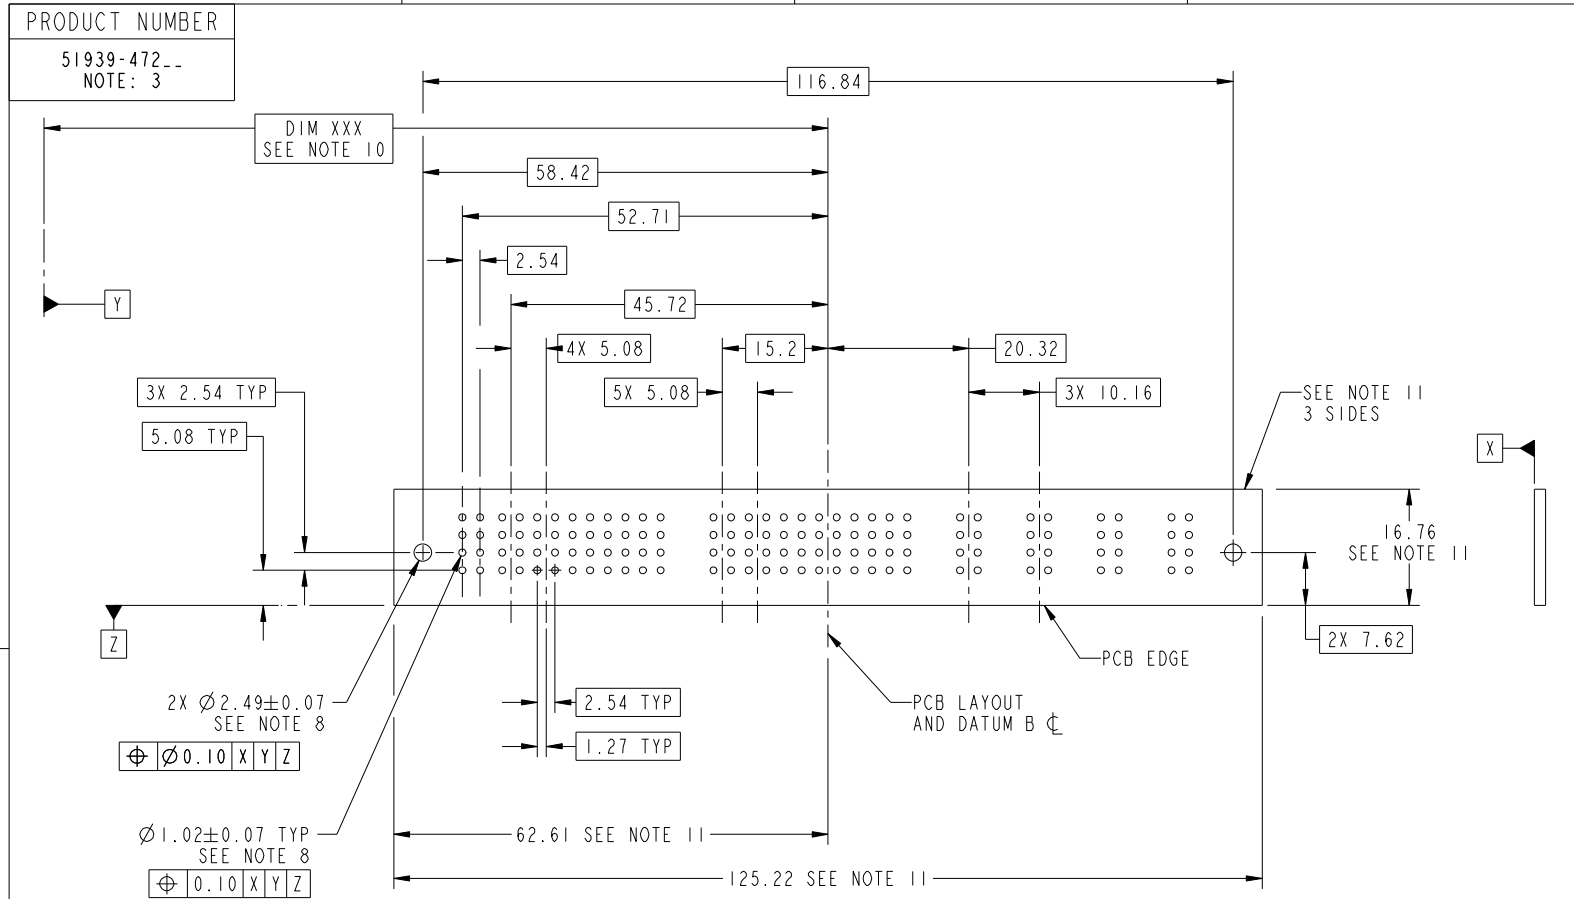 PRODUCT NUMBER
51939-472__
NOTE: 3
116.84
DIM XXX
SEE NOTE 10
58.42
52.71
2.54
Y
45.72
4X 5.08
15.2
20.32
3X 2.54 TYP
5X 5.08
3X 10.16
SEE NOTE 11
3 SIDES
5.08 TYP
X
16.76
SEE NOTE 11
Z
2X 7.62
PCB EDGE
2X Ø2.49±0.07
SEE NOTE 8
2.54 TYP
PCB LAYOUT
AND DATUM B ℄
⌖ Ø0.10 X Y Z
1.27 TYP
Ø1.02±0.07 TYP
SEE NOTE 8
62.61 SEE NOTE 11
⌖ 0.10 X Y Z
125.22 SEE NOTE 11